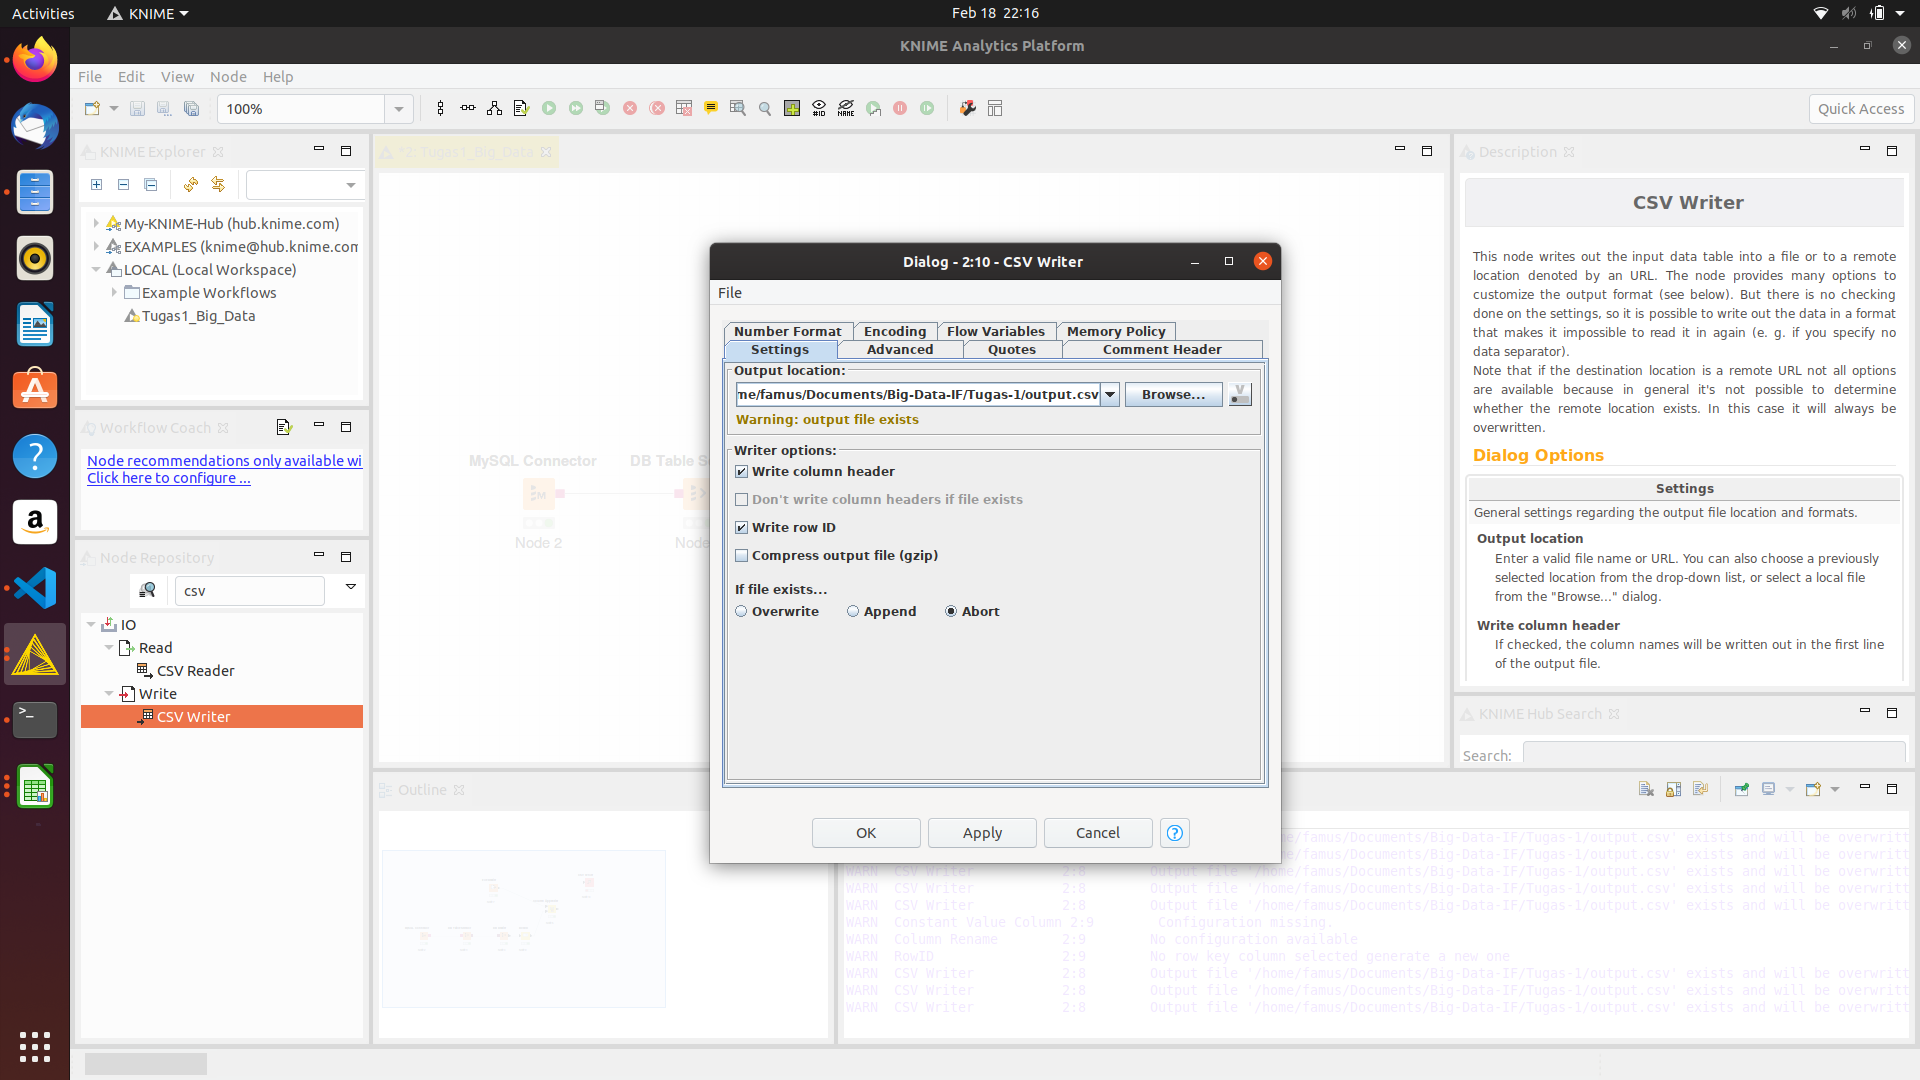 Activities
KNIME
Feb 18 22:16
KNIME Analytics Platform
File Edit View Node Help
100%
#ID
NAME
Quick Access
KNIME Explorer
My-KNIME-Hub (hub.knime.com)
EXAMPLES (knime@hub.knime.com
LOCAL (Local Workspace)
Example Workflows
Tugas1_Big_Data
Workflow Coach
Node recommendations only available wi
Click here to configure ...
Node Repository
csv
IO
Read
CSV Reader
Write
CSV Writer
*2: Tugas1_Big_Data
MySQL Connector
DB Table Se
Node 2
Node
Outline
Dialog - 2:10 - CSV Writer
File
Number Format Encoding Flow Variables Memory Policy
Settings Advanced Quotes Comment Header
Output location:
me/famus/Documents/Big-Data-IF/Tugas-1/output.csv
Browse...
Warning: output file exists
Writer options:
Write column header
Don't write column headers if file exists
Write row ID
Compress output file (gzip)
If file exists...
Overwrite Append Abort
OK Apply Cancel
Description
CSV Writer
This node writes out the input data table into a file or to a remote
location denoted by an URL. The node provides many options to
customize the output format (see below). But there is no checking
done on the settings, so it is possible to write out the data in a format
that makes it impossible to read it in again (e. g. if you specify no
data separator).
Note that if the destination location is a remote URL not all options
are available because in general it's not possible to determine
whether the remote location exists. In this case it will always be
overwritten.
Dialog Options
Settings
General settings regarding the output file location and formats.
Output location
Enter a valid file name or URL. You can also choose a previously
selected location from the drop-down list, or select a local file
from the "Browse..." dialog.
Write column header
If checked, the column names will be written out in the first line
of the output file.
KNIME Hub Search
Search:
me/famus/Documents/Big-Data-IF/Tugas-1/output.csv' exists and will be overwritt
me/famus/Documents/Big-Data-IF/Tugas-1/output.csv' exists and will be overwritt
WARN CSV Writer 2:8 Output file '/home/famus/Documents/Big-Data-IF/Tugas-1/output.csv' exists and will be overwritt
WARN CSV Writer 2:8 Output file '/home/famus/Documents/Big-Data-IF/Tugas-1/output.csv' exists and will be overwritt
WARN CSV Writer 2:8 Output file '/home/famus/Documents/Big-Data-IF/Tugas-1/output.csv' exists and will be overwritt
WARN Constant Value Column 2:9 Configuration missing.
WARN Column Rename 2:9 No configuration available
WARN RowID 2:9 No row key column selected generate a new one
WARN CSV Writer 2:8 Output file '/home/famus/Documents/Big-Data-IF/Tugas-1/output.csv' exists and will be overwritt
WARN CSV Writer 2:8 Output file '/home/famus/Documents/Big-Data-IF/Tugas-1/output.csv' exists and will be overwritt
WARN CSV Writer 2:8 Output file '/home/famus/Documents/Big-Data-IF/Tugas-1/output.csv' exists and will be overwritt